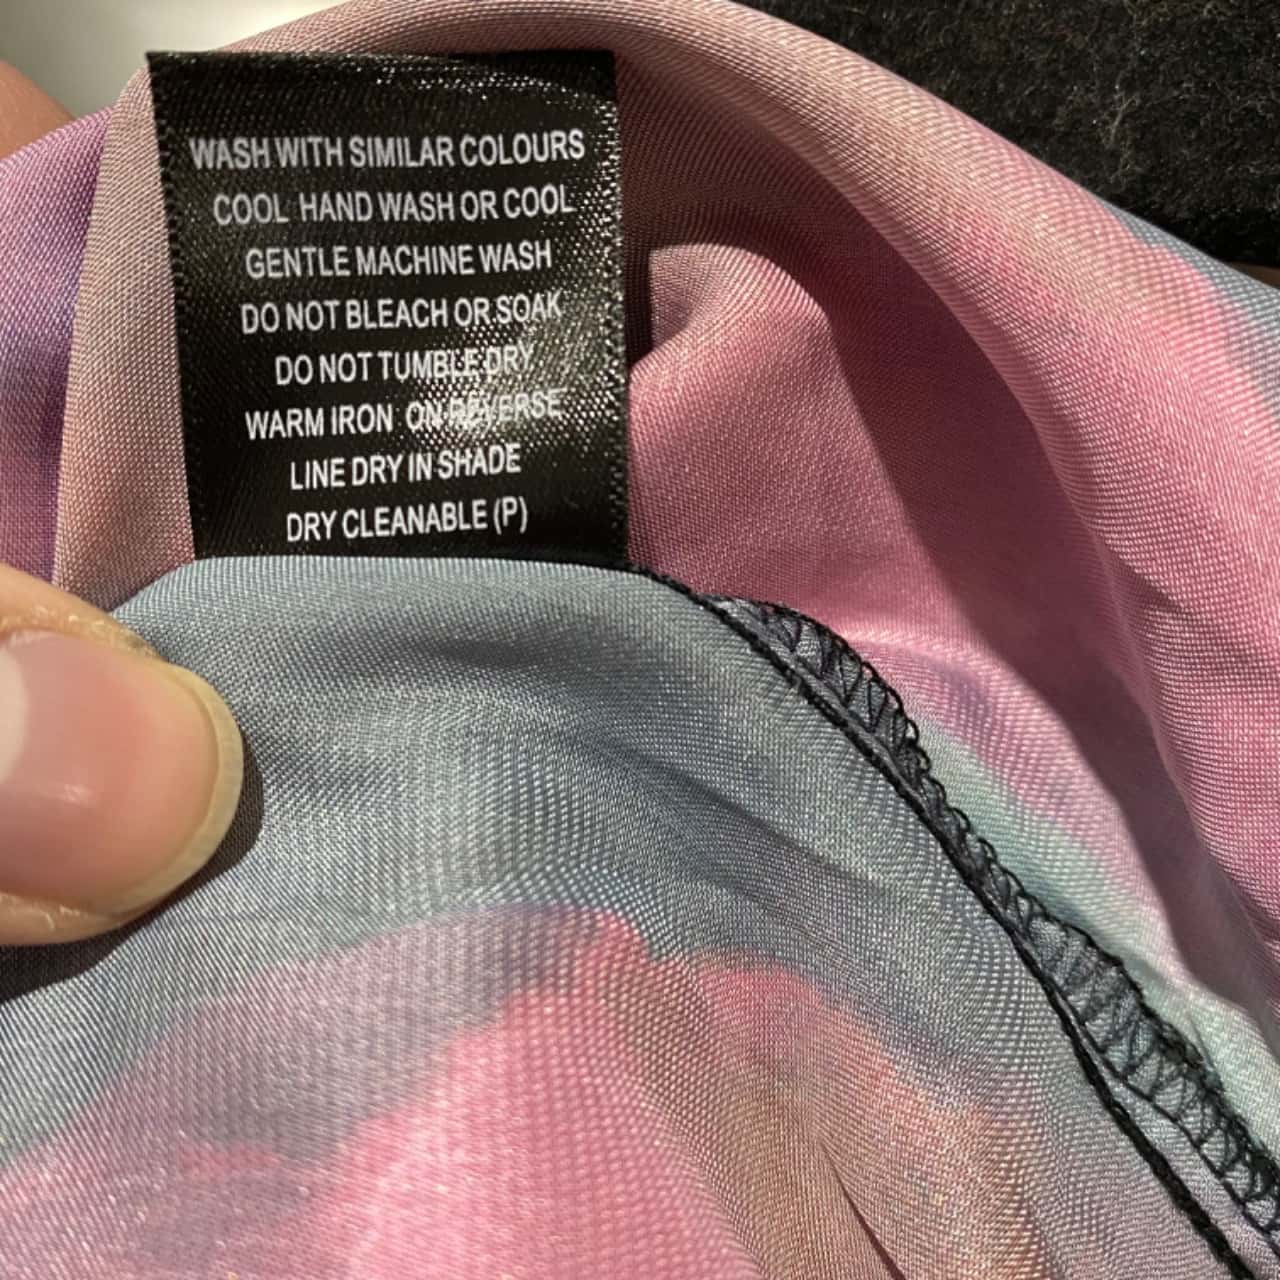 WASH WITH SIMILAR COLOURS
COOL HAND WASH OR COOL
GENTLE MACHINE WASH
DO NOT BLEACH OR SOAK
DO NOT TUMBLE DRY
WARM IRON ON REVERSE
LINE DRY IN SHADE
DRY CLEANABLE (P)